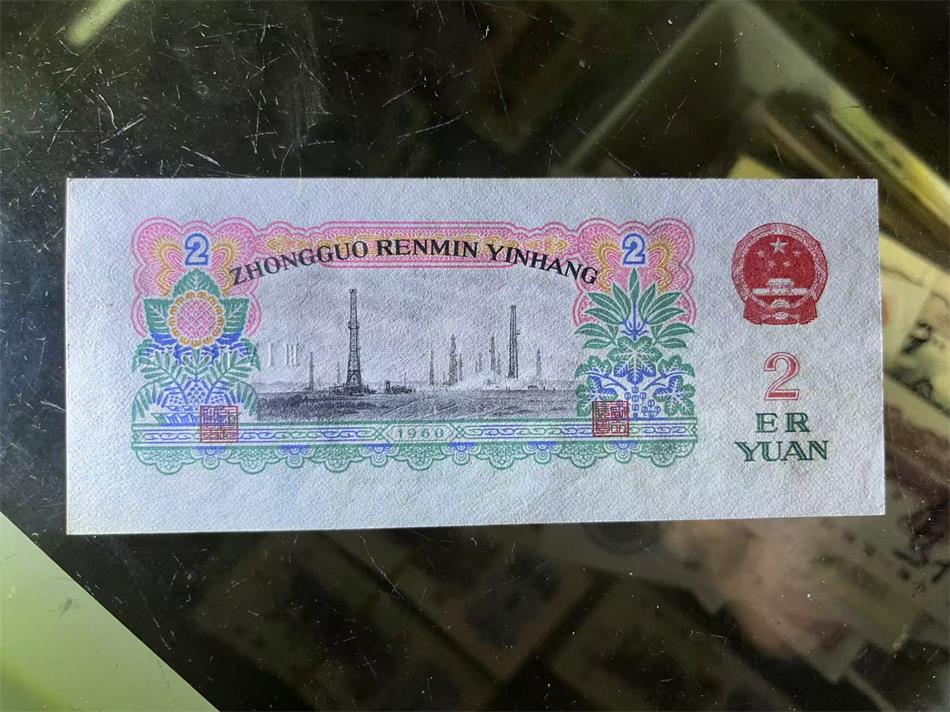 2
ZHONGGUO RENMIN YINHANG
2
1960
2
ER
YUAN